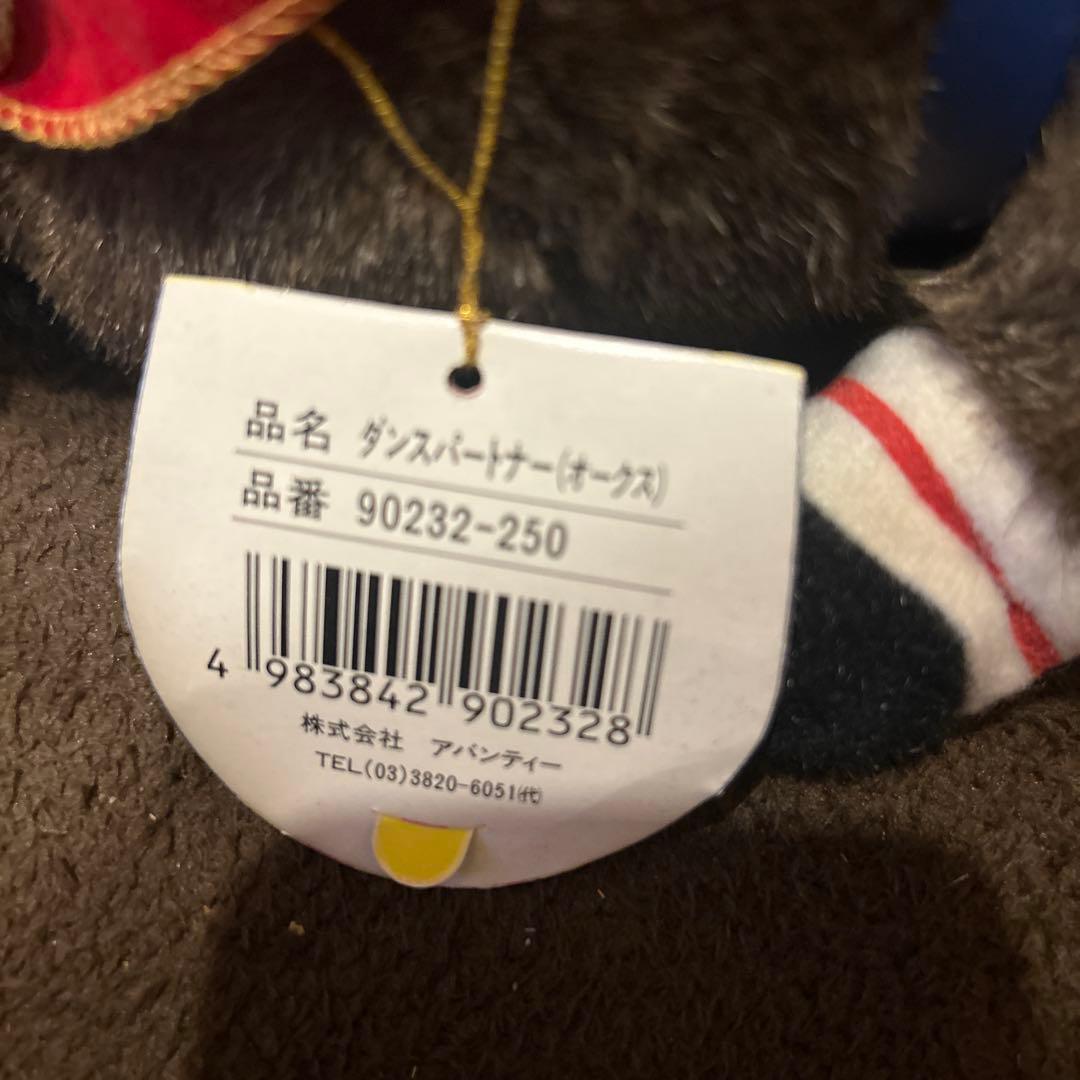 品名 ダンスパートナー(オークス)
品番 90232-250
4 983842 902328
株式会社 アバンティー
TEL(03)3820-6051㈹